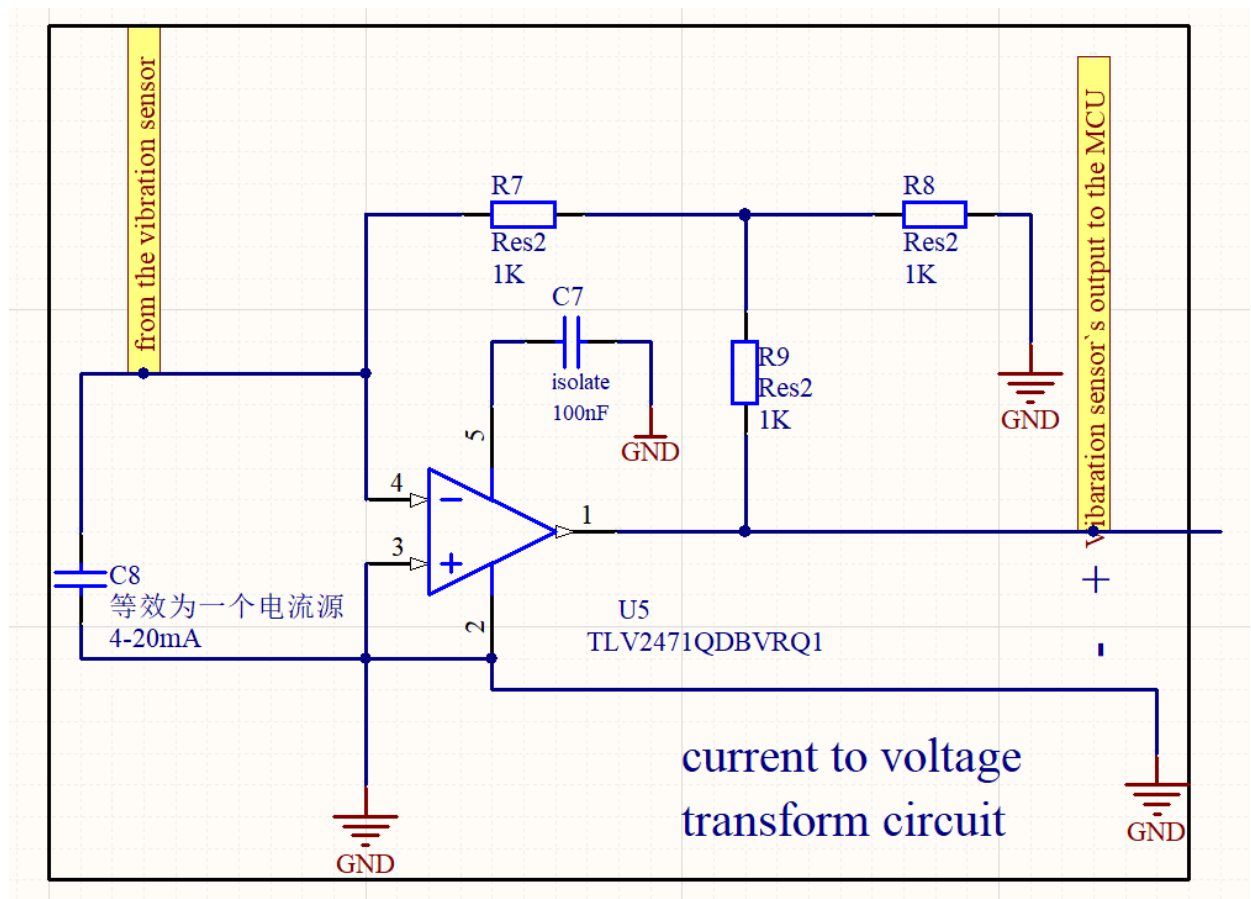 from the vibration sensor
Vibaration sensor`s output to the MCU
R7
Res2
1K
R8
Res2
1K
C7
isolate
100nF
GND
R9
Res2
1K
GND
5
4
3
1
2
C8
等效为一个电流源
4-20mA
U5
TLV2471QDBVRQ1
+
-
current to voltage
transform circuit
GND
GND